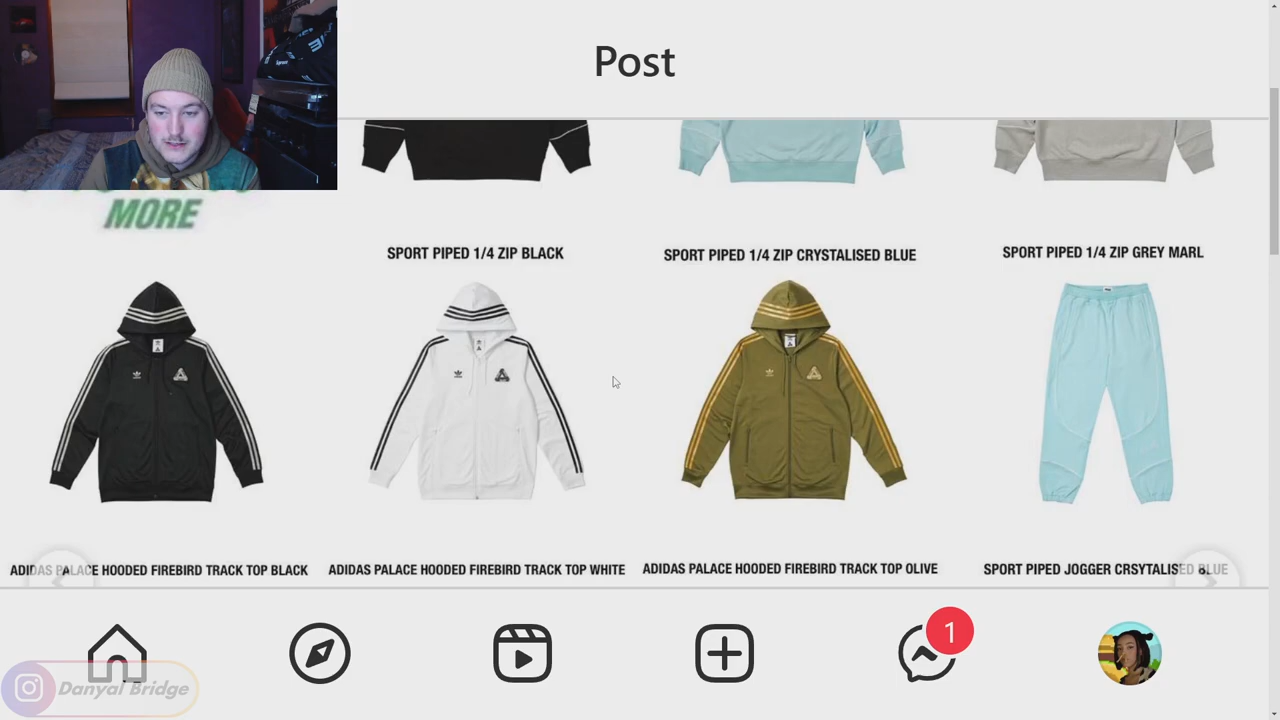 Post
MORE
SPORT PIPED 1/4 ZIP BLACK
SPORT PIPED 1/4 ZIP CRYSTALISED BLUE
SPORT PIPED 1/4 ZIP GREY MARL
ADIDAS PALACE HOODED FIREBIRD TRACK TOP BLACK
ADIDAS PALACE HOODED FIREBIRD TRACK TOP WHITE
ADIDAS PALACE HOODED FIREBIRD TRACK TOP OLIVE
SPORT PIPED JOGGER CRSYTALISED BLUE
1
Danyal Bridge